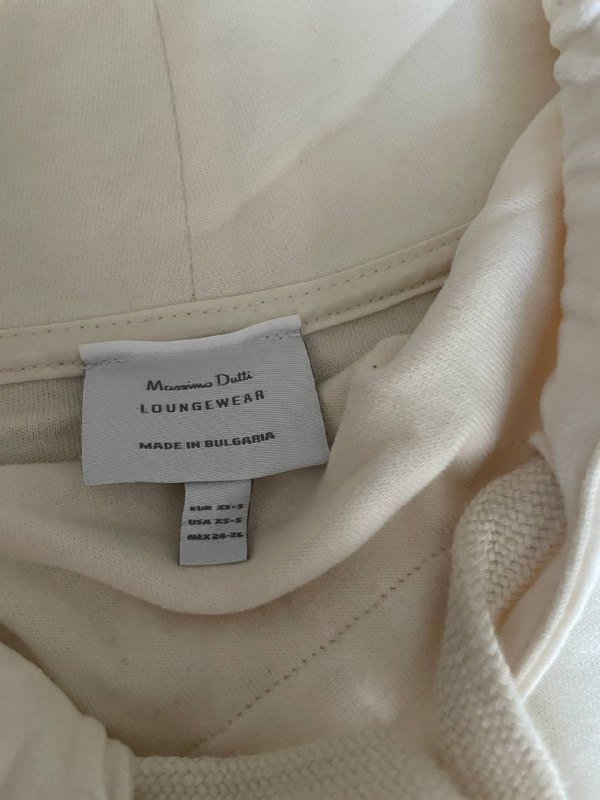 Massimo Dutti
LOUNGEWEAR
MADE IN BULGARIA
EUR XS-S
USA XS-S
MEX 24-26